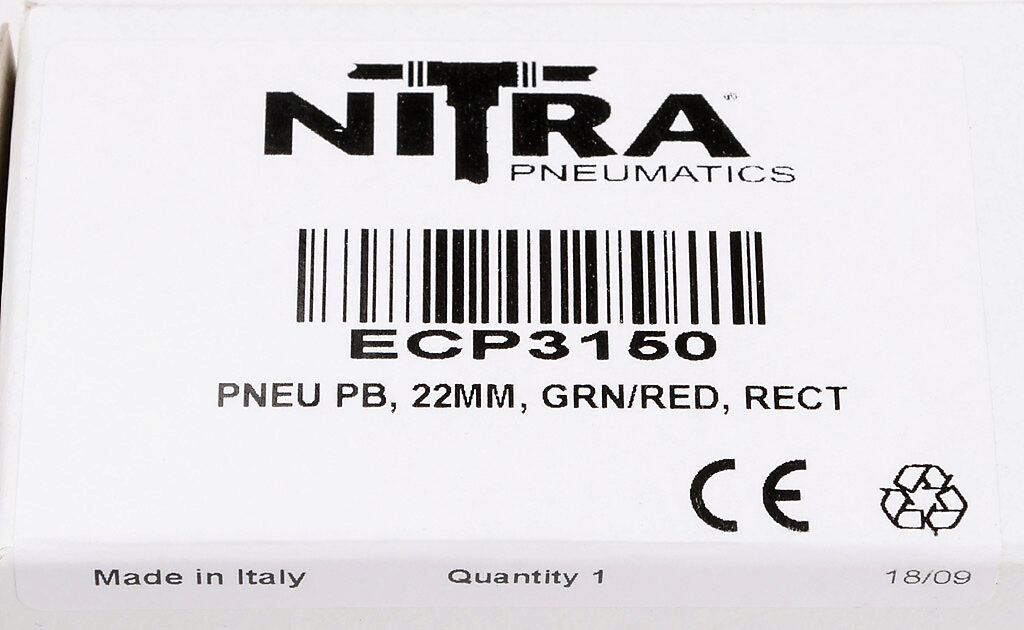 NITRA
PNEUMATICS
ECP3150
PNEU PB, 22MM, GRN/RED, RECT
CE
Made in Italy Quantity 1 18/09